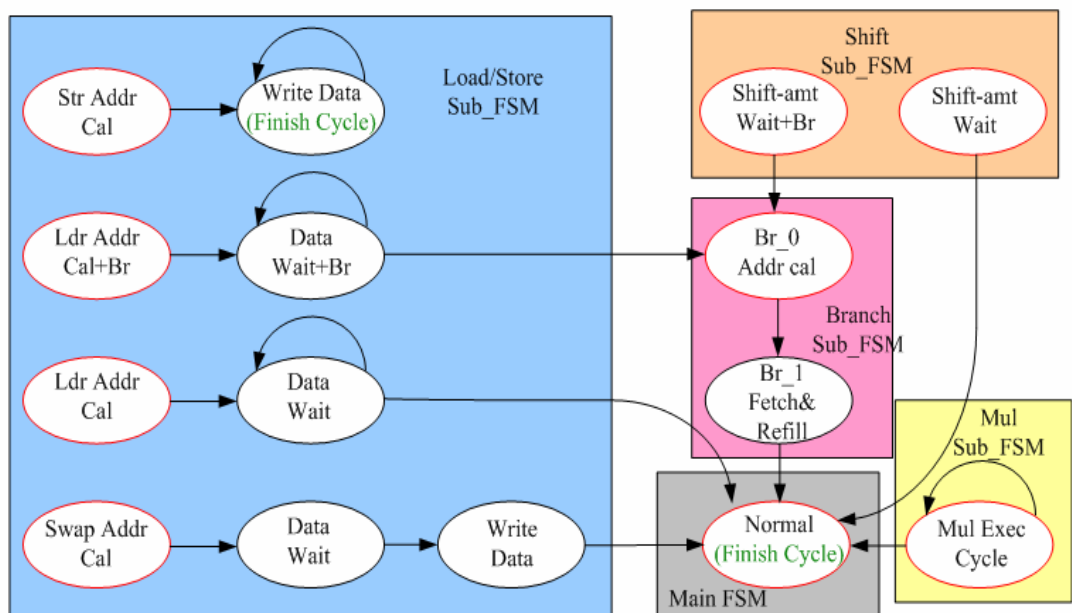 Load/Store
Sub_FSM
Str Addr
Cal
Write Data
(Finish Cycle)
Ldr Addr
Cal+Br
Data
Wait+Br
Ldr Addr
Cal
Data
Wait
Swap Addr
Cal
Data
Wait
Write
Data
Shift
Sub_FSM
Shift-amt
Wait+Br
Shift-amt
Wait
Br_0
Addr cal
Branch
Sub_FSM
Br_1
Fetch&
Refill
Mul
Sub_FSM
Mul Exec
Cycle
Normal
(Finish Cycle)
Main FSM